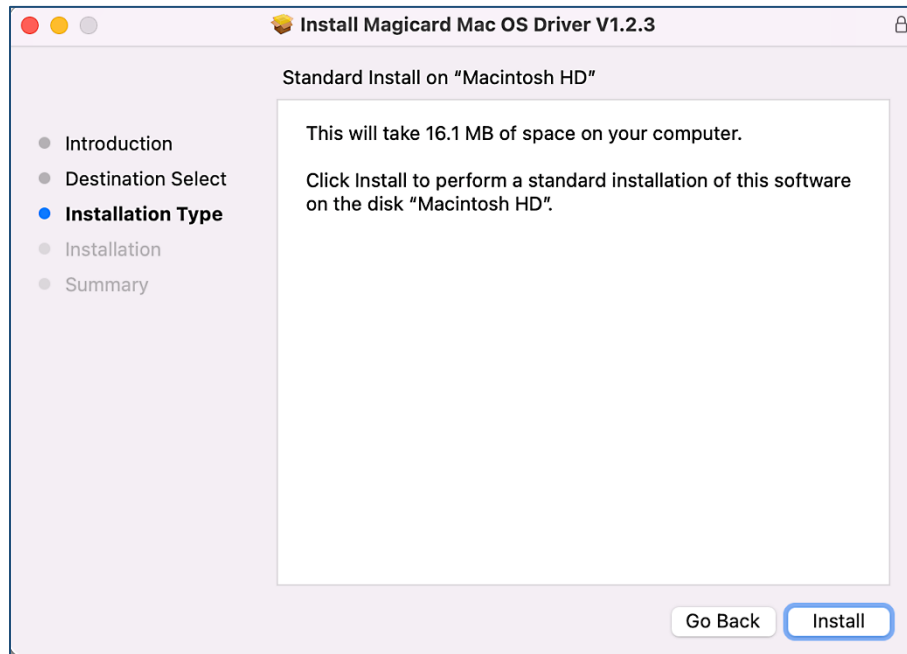 Install Magicard Mac OS Driver V1.2.3
Standard Install on “Macintosh HD”
Introduction
Destination Select
Installation Type
Installation
Summary
This will take 16.1 MB of space on your computer.
Click Install to perform a standard installation of this software
on the disk “Macintosh HD”.
Go Back
Install